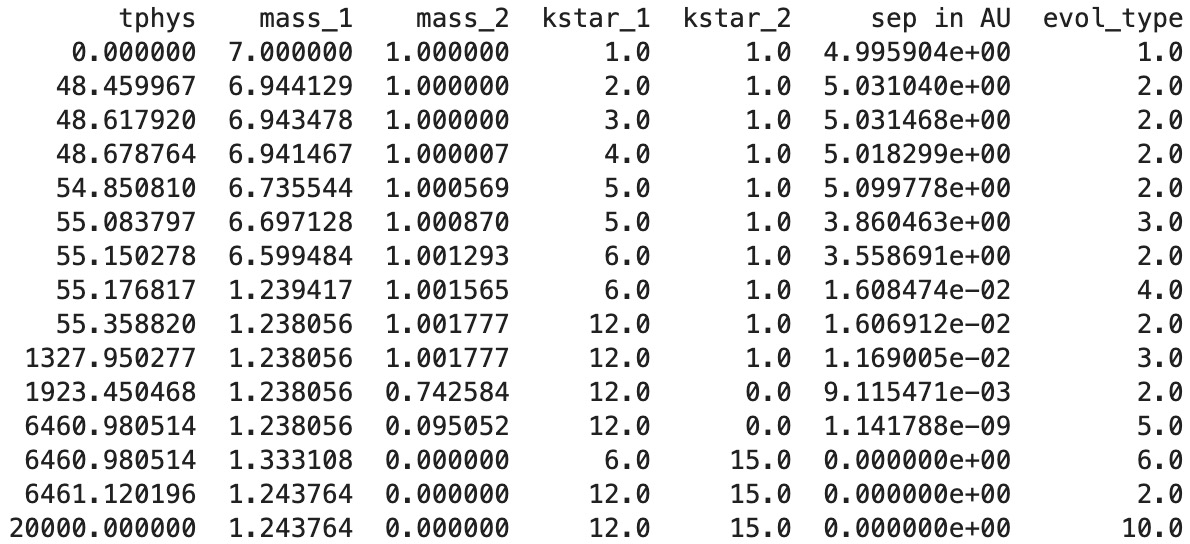 tphys mass_1 mass_2 kstar_1 kstar_2 sep in AU evol_type
0.000000 7.000000 1.000000 1.0 1.0 4.995904e+00 1.0
48.459967 6.944129 1.000000 2.0 1.0 5.031040e+00 2.0
48.617920 6.943478 1.000000 3.0 1.0 5.031468e+00 2.0
48.678764 6.941467 1.000007 4.0 1.0 5.018299e+00 2.0
54.850810 6.735544 1.000569 5.0 1.0 5.099778e+00 2.0
55.083797 6.697128 1.000870 5.0 1.0 3.860463e+00 3.0
55.150278 6.599484 1.001293 6.0 1.0 3.558691e+00 2.0
55.176817 1.239417 1.001565 6.0 1.0 1.608474e-02 4.0
55.358820 1.238056 1.001777 12.0 1.0 1.606912e-02 2.0
1327.950277 1.238056 1.001777 12.0 1.0 1.169005e-02 3.0
1923.450468 1.238056 0.742584 12.0 0.0 9.115471e-03 2.0
6460.980514 1.238056 0.095052 12.0 0.0 1.141788e-09 5.0
6460.980514 1.333108 0.000000 6.0 15.0 0.000000e+00 6.0
6461.120196 1.243764 0.000000 12.0 15.0 0.000000e+00 2.0
20000.000000 1.243764 0.000000 12.0 15.0 0.000000e+00 10.0